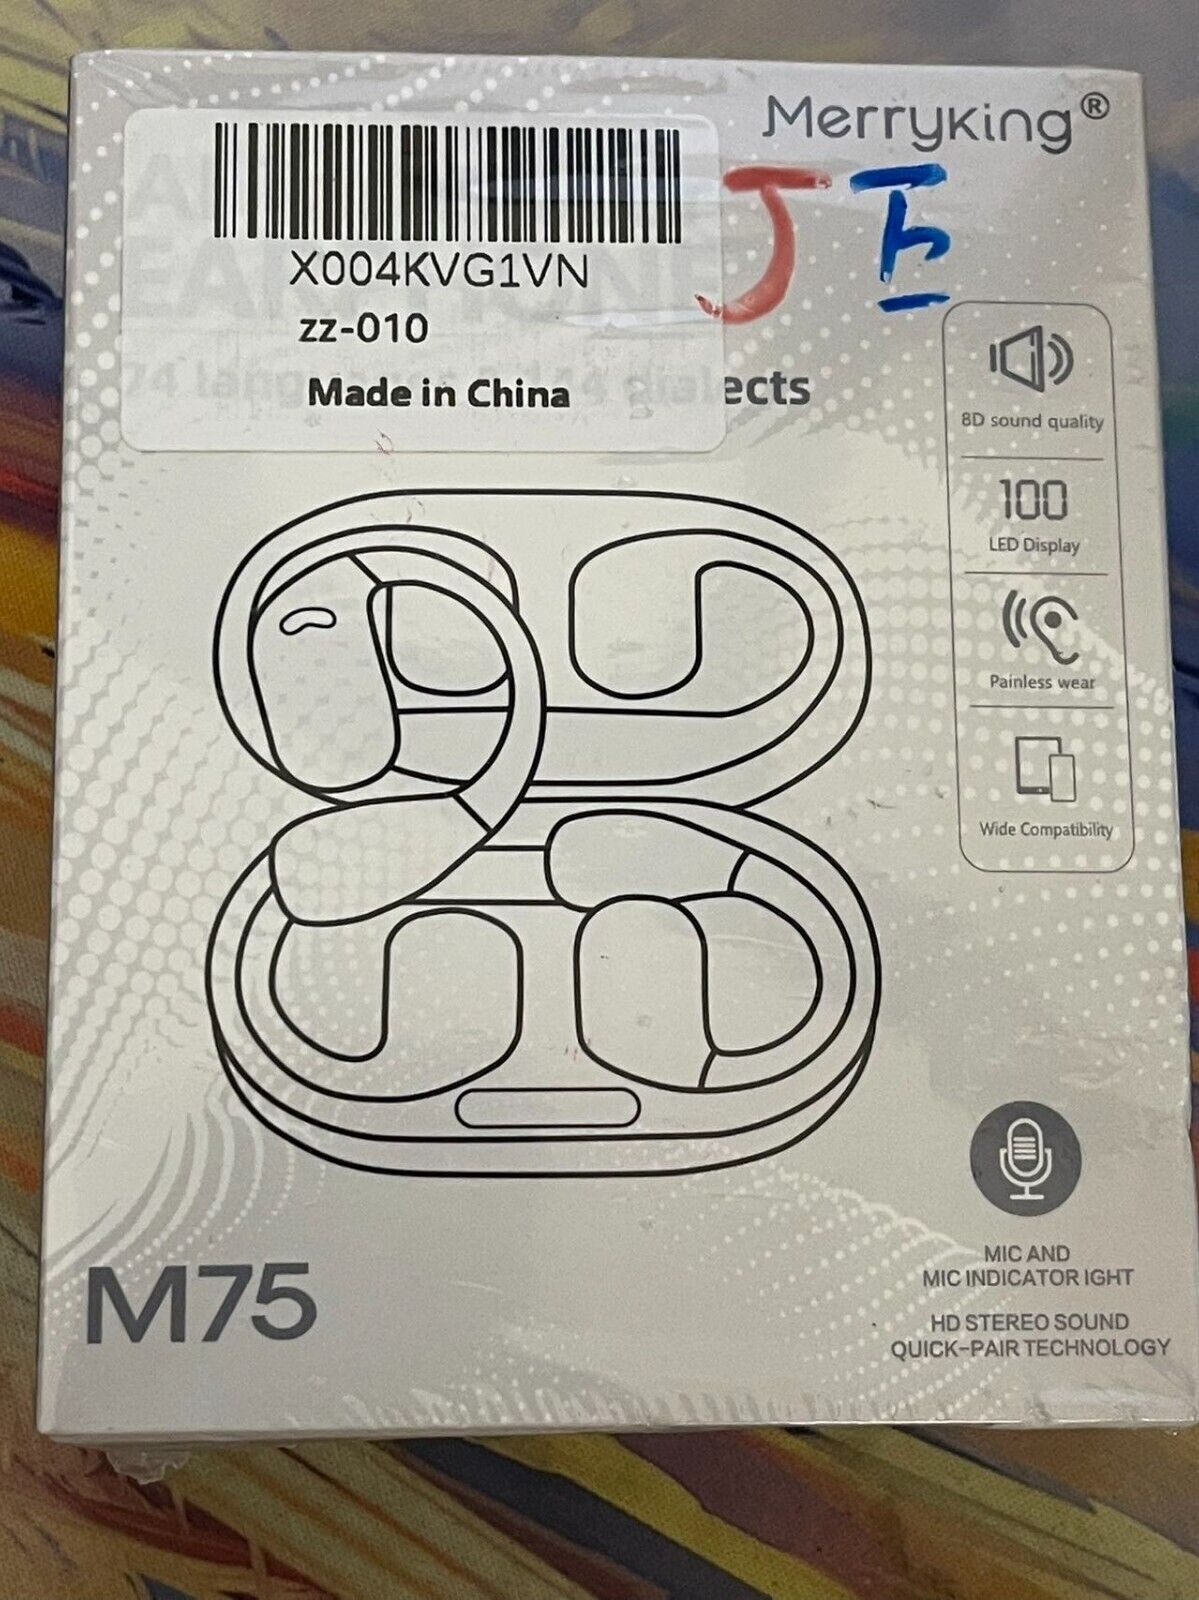 Merryking®
X004KVG1VN
zz-010
Made in China
ects
8D sound quality
100
LED Display
Painless wear
Wide Compatibility
MIC AND
MIC INDICATOR IGHT
HD STEREO SOUND
QUICK-PAIR TECHNOLOGY
M75